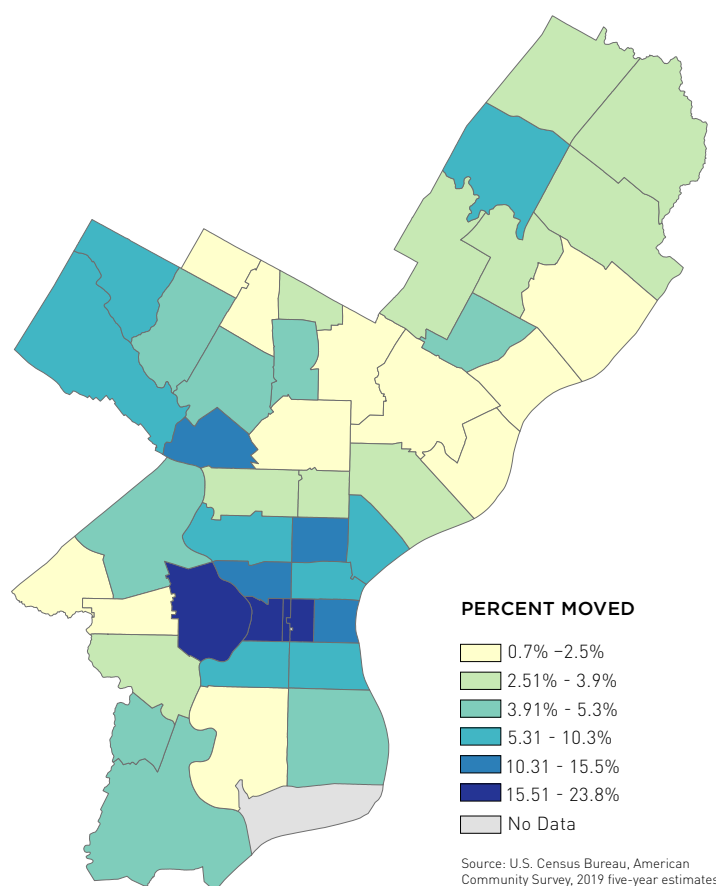 PERCENT MOVED
0.7% –2.5%
2.51% - 3.9%
3.91% - 5.3%
5.31 - 10.3%
10.31 - 15.5%
15.51 - 23.8%
No Data
Source: U.S. Census Bureau, American
Community Survey, 2019 five-year estimates